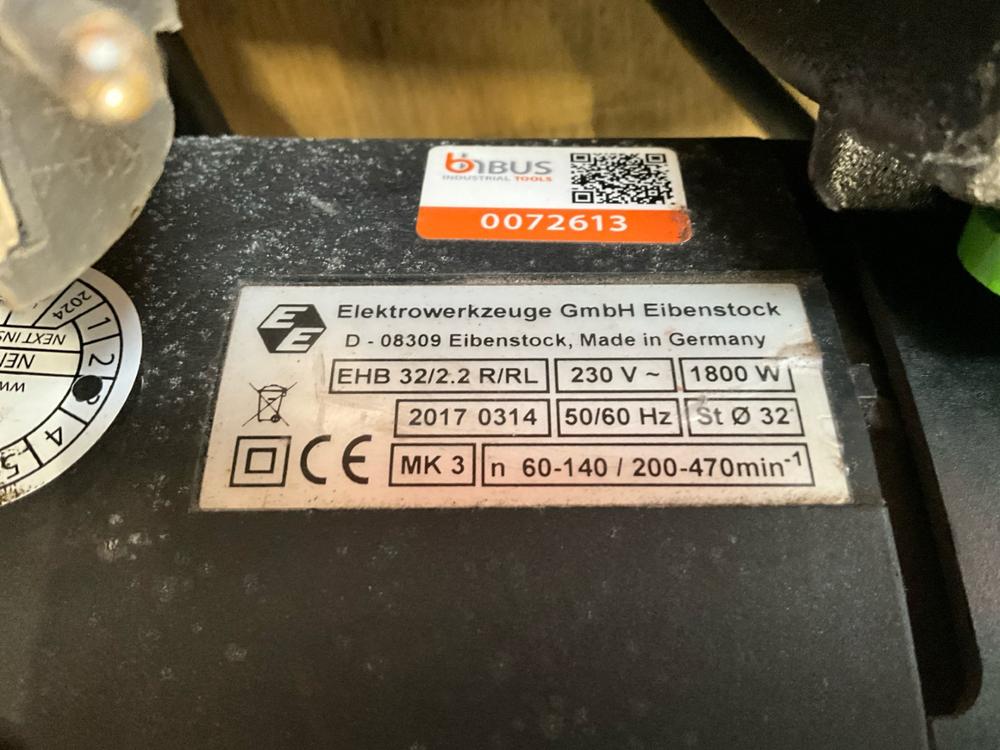 bIBUS
INDUSTRIAL TOOLS
0072613
EE
Elektrowerkzeuge GmbH Eibenstock
D - 08309 Eibenstock, Made in Germany
EHB 32/2.2 R/RL 230 V ~ 1800 W
2017 0314 50/60 Hz St Ø 32
CE MK 3 n 60-140 / 200-470min⁻¹
2024
1
2
4
5
NEXT